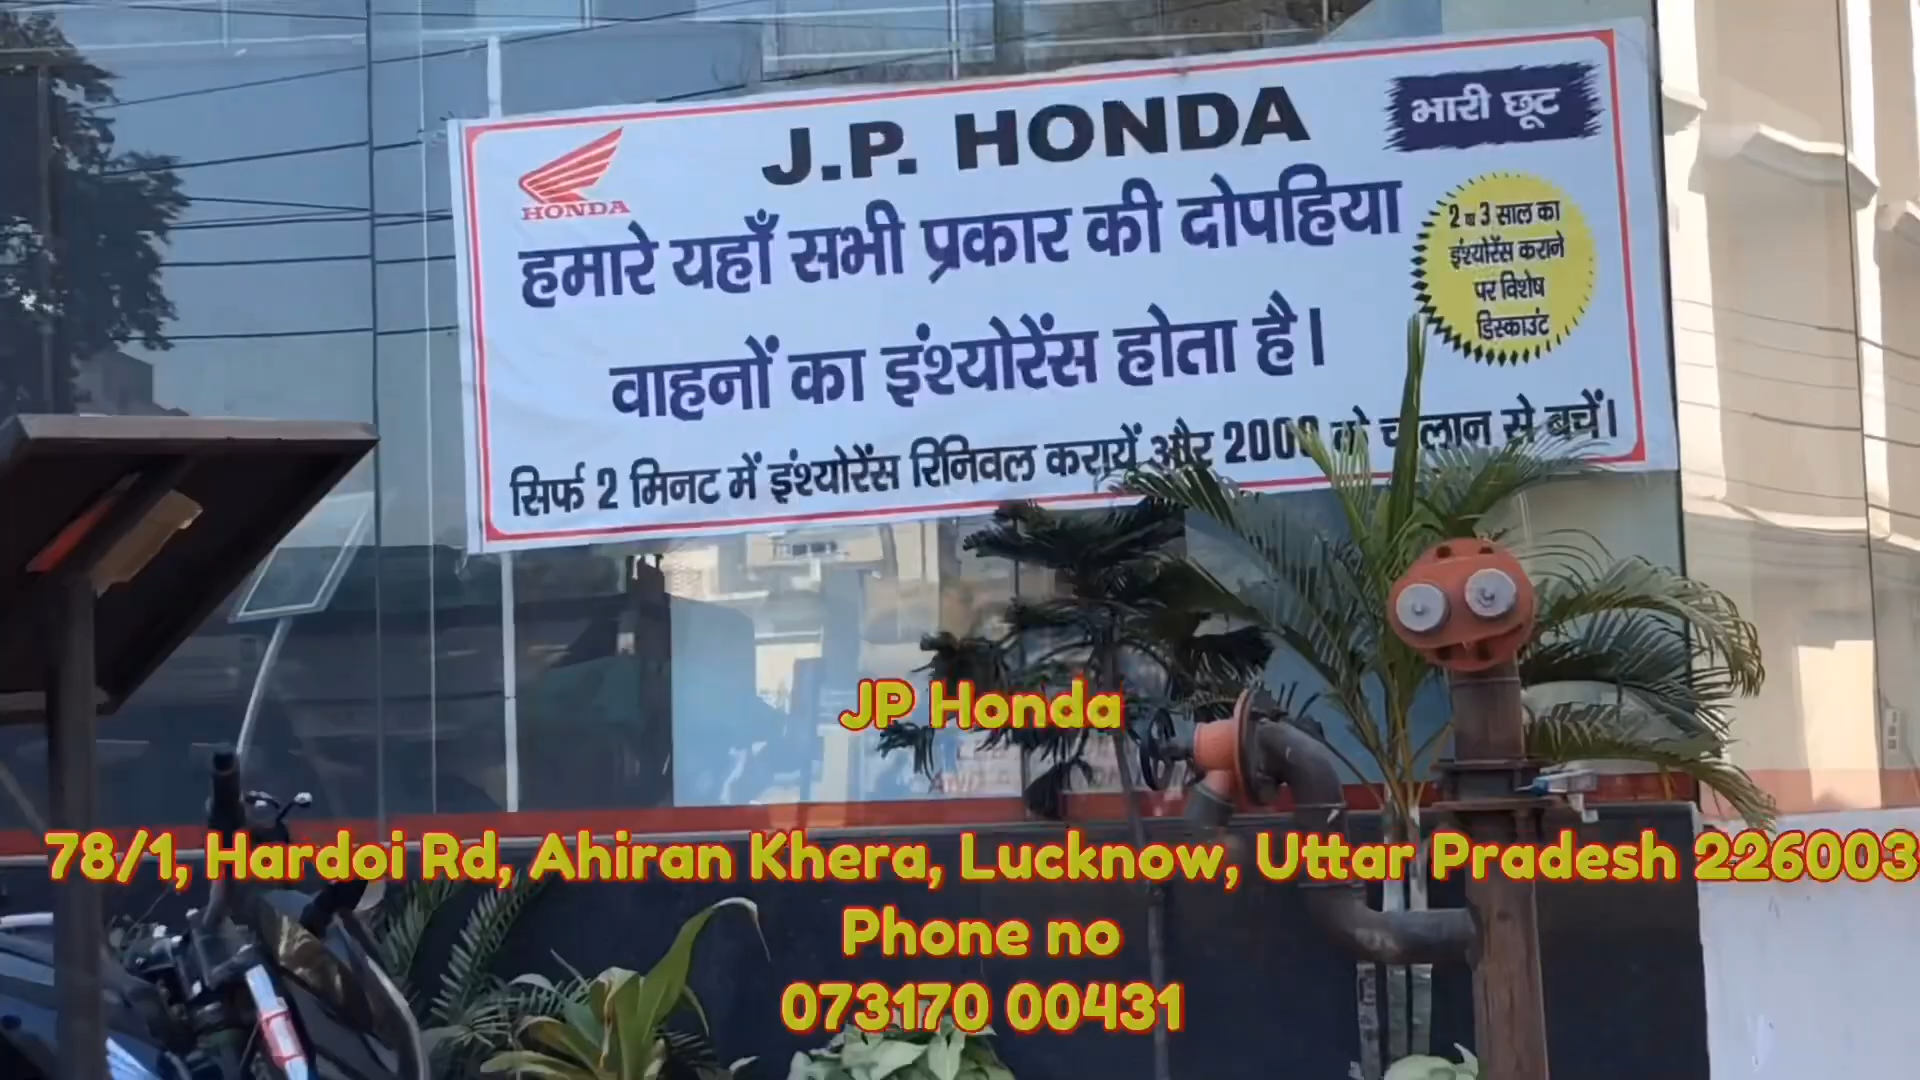 J.P. HONDA
भारी छूट
HONDA
हमारे यहाँ सभी प्रकार की दोपहिया
वाहनों का इंश्योरेंस होता है।
2 व 3 साल का
इंश्योरेंस कराने
पर विशेष
डिस्काउंट
सिर्फ 2 मिनट में इंश्योरेंस रिनिवल करायें और 2000 के चालान से बचें।
JP Honda
78/1, Hardoi Rd, Ahiran Khera, Lucknow, Uttar Pradesh 226003
Phone no
073170 00431